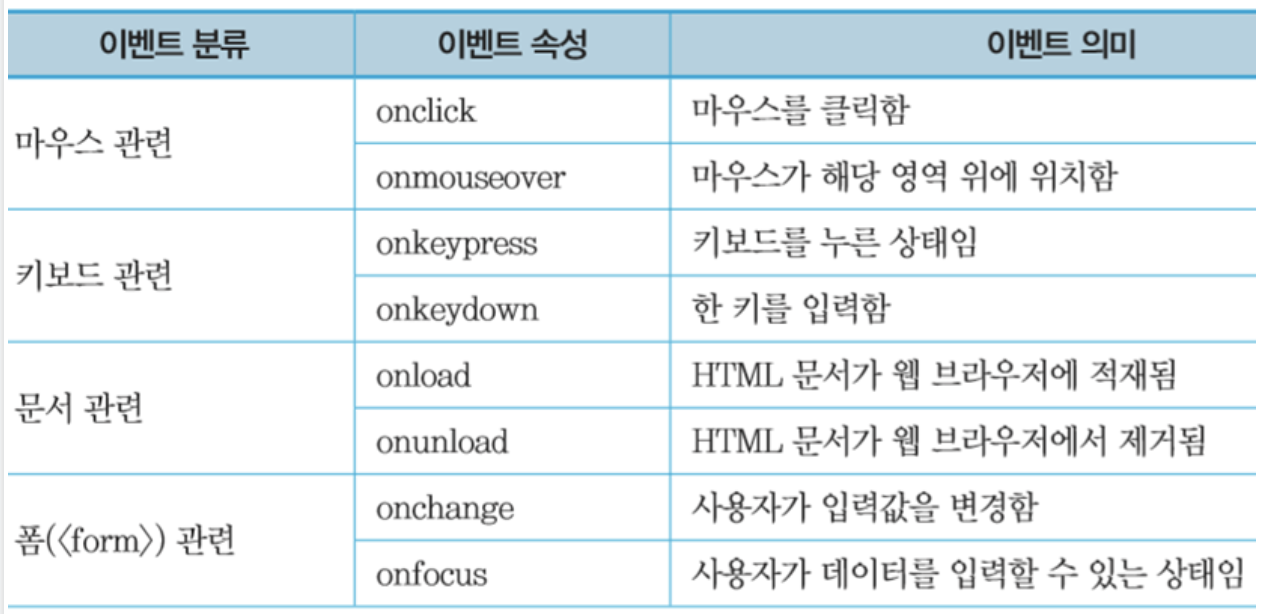 이벤트 분류 이벤트 속성 이벤트 의미
마우스 관련
onclick 마우스를 클릭함
onmouseover 마우스가 해당 영역 위에 위치함
키보드 관련
onkeypress 키보드를 누른 상태임
onkeydown 한 키를 입력함
문서 관련
onload HTML 문서가 웹 브라우저에 적재됨
onunload HTML 문서가 웹 브라우저에서 제거됨
폼(〈form〉) 관련
onchange 사용자가 입력값을 변경함
onfocus 사용자가 데이터를 입력할 수 있는 상태임